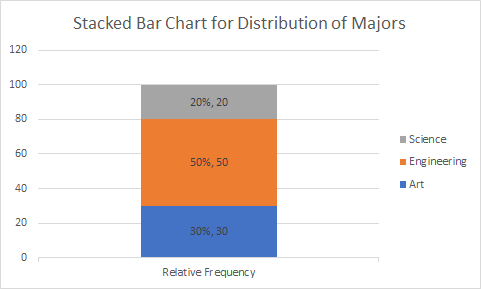 Stacked Bar Chart for Distribution of Majors
120
100
80
60
40
20
0
20%, 20
50%, 50
30%, 30
Relative Frequency
Science
Engineering
Art